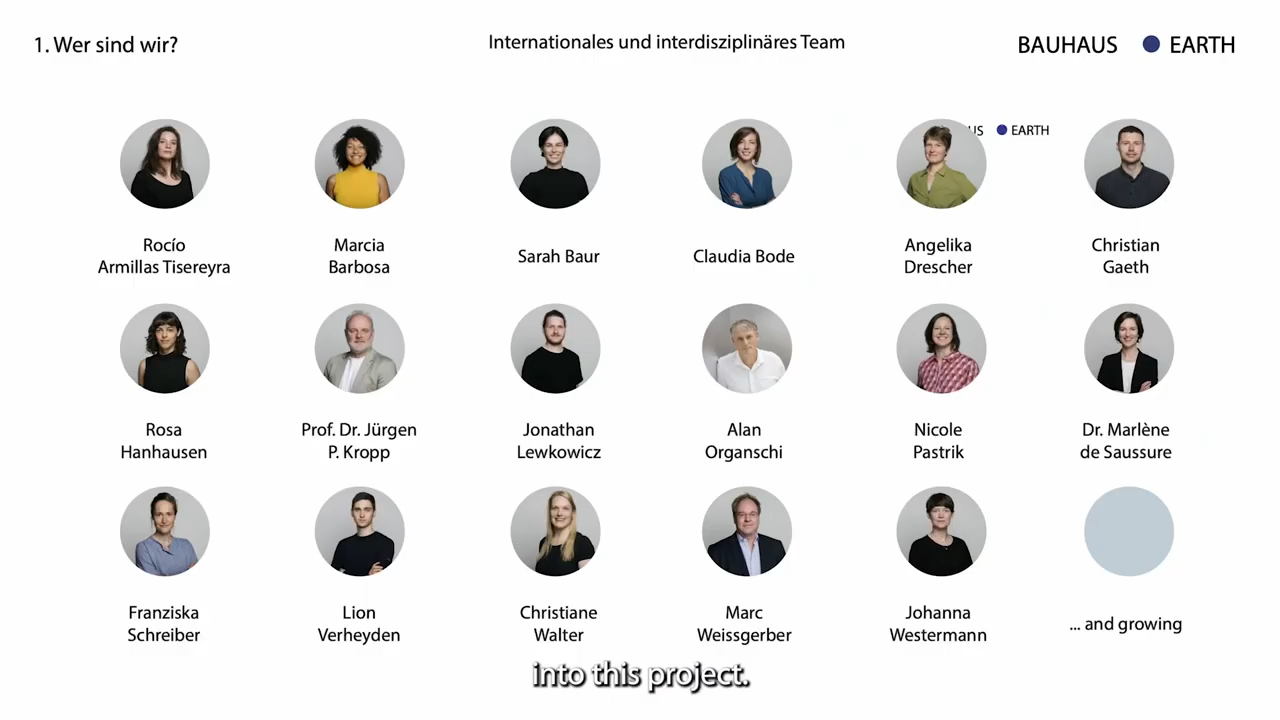 1. Wer sind wir?
Internationales und interdisziplinäres Team
BAUHAUS EARTH
US EARTH
Rocío
Armillas Tisereyra
Marcia
Barbosa
Sarah Baur
Claudia Bode
Angelika
Drescher
Christian
Gaeth
Rosa
Hanhausen
Prof. Dr. Jürgen
P. Kropp
Jonathan
Lewkowicz
Alan
Organschi
Nicole
Pastrik
Dr. Marlène
de Saussure
Franziska
Schreiber
Lion
Verheyden
Christiane
Walter
Marc
Weissgerber
Johanna
Westermann
... and growing
into this project.